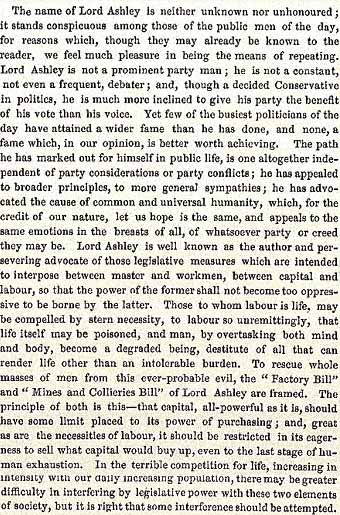 The name of Lord Ashley is neither unknown nor unhonoured;
it stands conspicuous among those of the public men of the day,
for reasons which, though they may already be known to the
reader, we feel much pleasure in being the means of repeating.
Lord Ashley is not a prominent party man; he is not a constant,
not even a frequent, debater; and, though a decided Conservative
in politics, he is much more inclined to give his party the benefit
of his vote than his voice. Yet few of the busiest politicians of the
day have attained a wider fame than he has done, and none, a
fame which, in our opinion, is better worth achieving. The path
he has marked out for himself in public life, is one altogether inde-
pendent of party considerations or party conflicts; he has appealed
to broader principles, to more general sympathies; he has advo-
cated the cause of common and universal humanity, which, for the
credit of our nature, let us hope is the same, and appeals to the
same emotions in the breasts of all, of whatsoever party or creed
they may be. Lord Ashley is well known as the author and per-
severing advocate of those legislative measures which are intended
to interpose between master and workmen, between capital and
labour, so that the power of the former shall not become too oppres-
sive to be borne by the latter. Those to whom labour is life, may
be compelled by stern necessity, to labour so unremittingly, that
life itself may be poisoned, and man, by overtasking both mind
and body, become a degraded being, destitute of all that can
render life other than an intolerable burden. To rescue whole
masses of men from this ever-probable evil, the "Factory Bill"
and "Mines and Collieries Bill" of Lord Ashley are framed. The
principle of both is this—that capital, all-powerful as it is, should
have some limit placed to its power of purchasing; and, great
as are the necessities of labour, it should be restricted in its eager-
ness to sell what capital would buy up, even to the last stage of hu-
man exhaustion. In the terrible competition for life, increasing in
intensity with our daily increasing population, there may be greater
difficulty in interfering by legislative power with these two elements
of society, but it is right that some interference should be attempted.